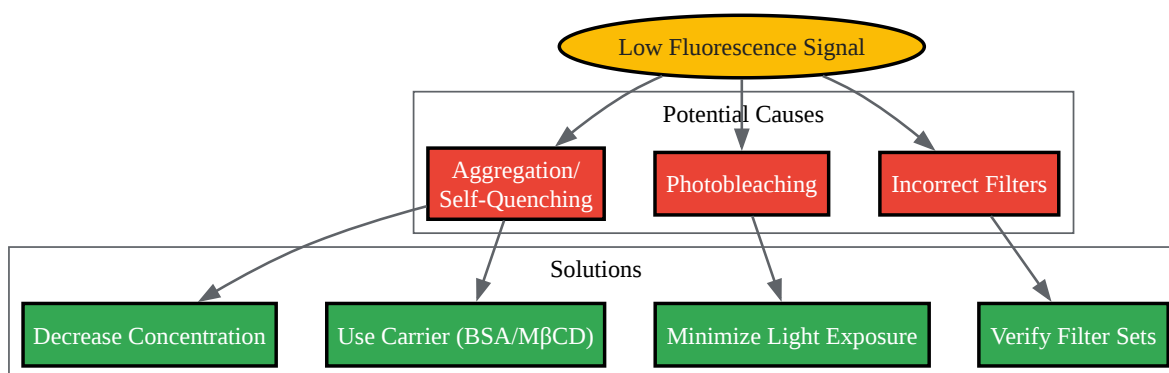 Low Fluorescence Signal
Potential Causes
Aggregation/
Self-Quenching
Photobleaching
Incorrect Filters
Solutions
Decrease Concentration
Use Carrier (BSA/MβCD)
Minimize Light Exposure
Verify Filter Sets